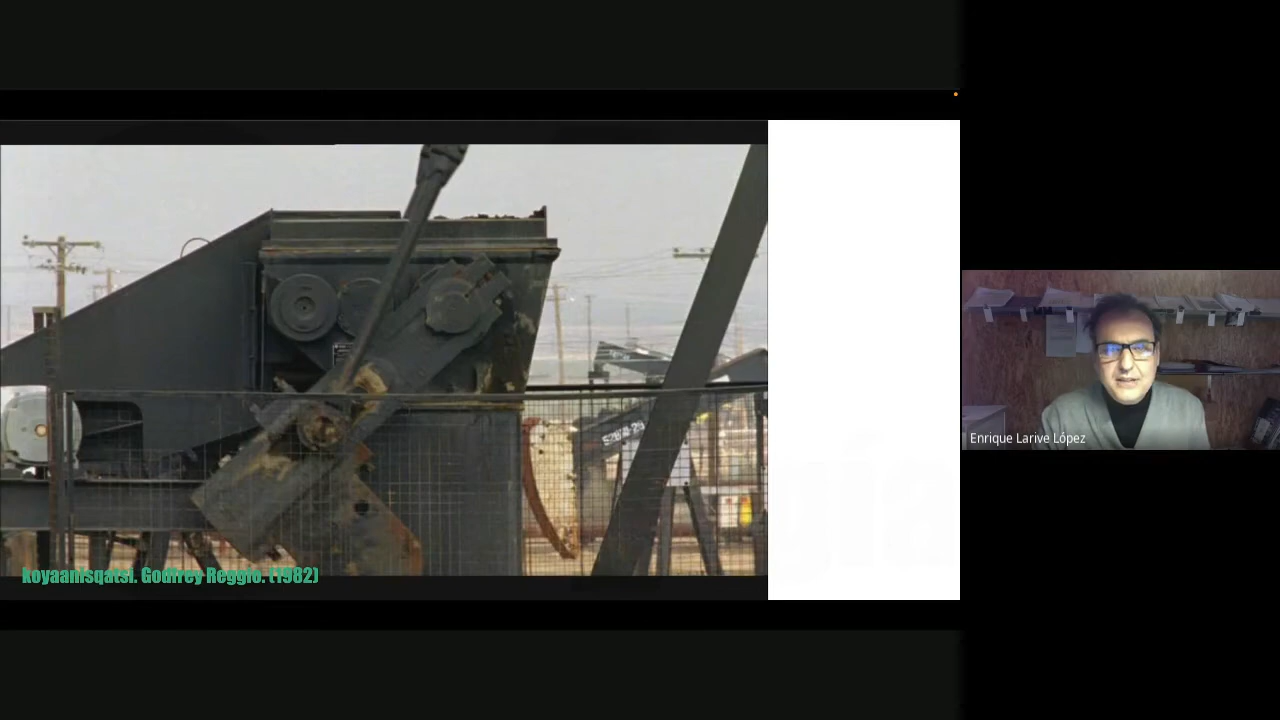 koyaanisqatsi. Godfrey Reggio. (1982)
Enrique Larive López